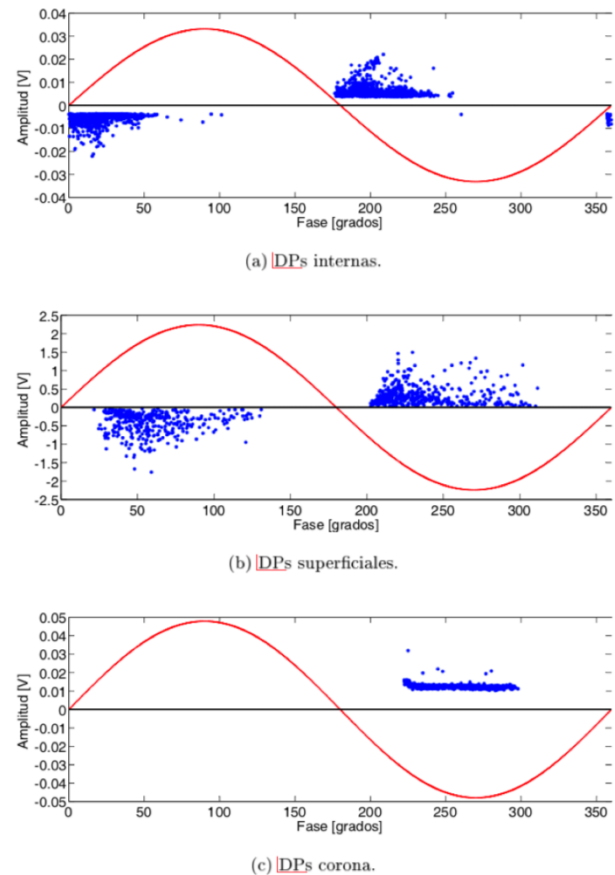 0.04
0.03
0.02
0.01
0
-0.01
-0.02
-0.03
0.04
Amplitud [V]
0 50 100 150 200 250 300 350
Fase [grados]
(a) DPs internas.
2.5
2
1.5
1
0.5
0
-0.5
-1
-1.5
-2
-2.5
Amplitud [V]
0 50 100 150 200 250 300 350
Fase [grados]
(b) DPs superficiales.
0.05
0.04
0.03
0.02
0.01
0
-0.01
-0.02
-0.03
-0.04
-0.05
Amplitud [V]
0 50 100 150 200 250 300 350
Fase [grados]
(c) DPs corona.